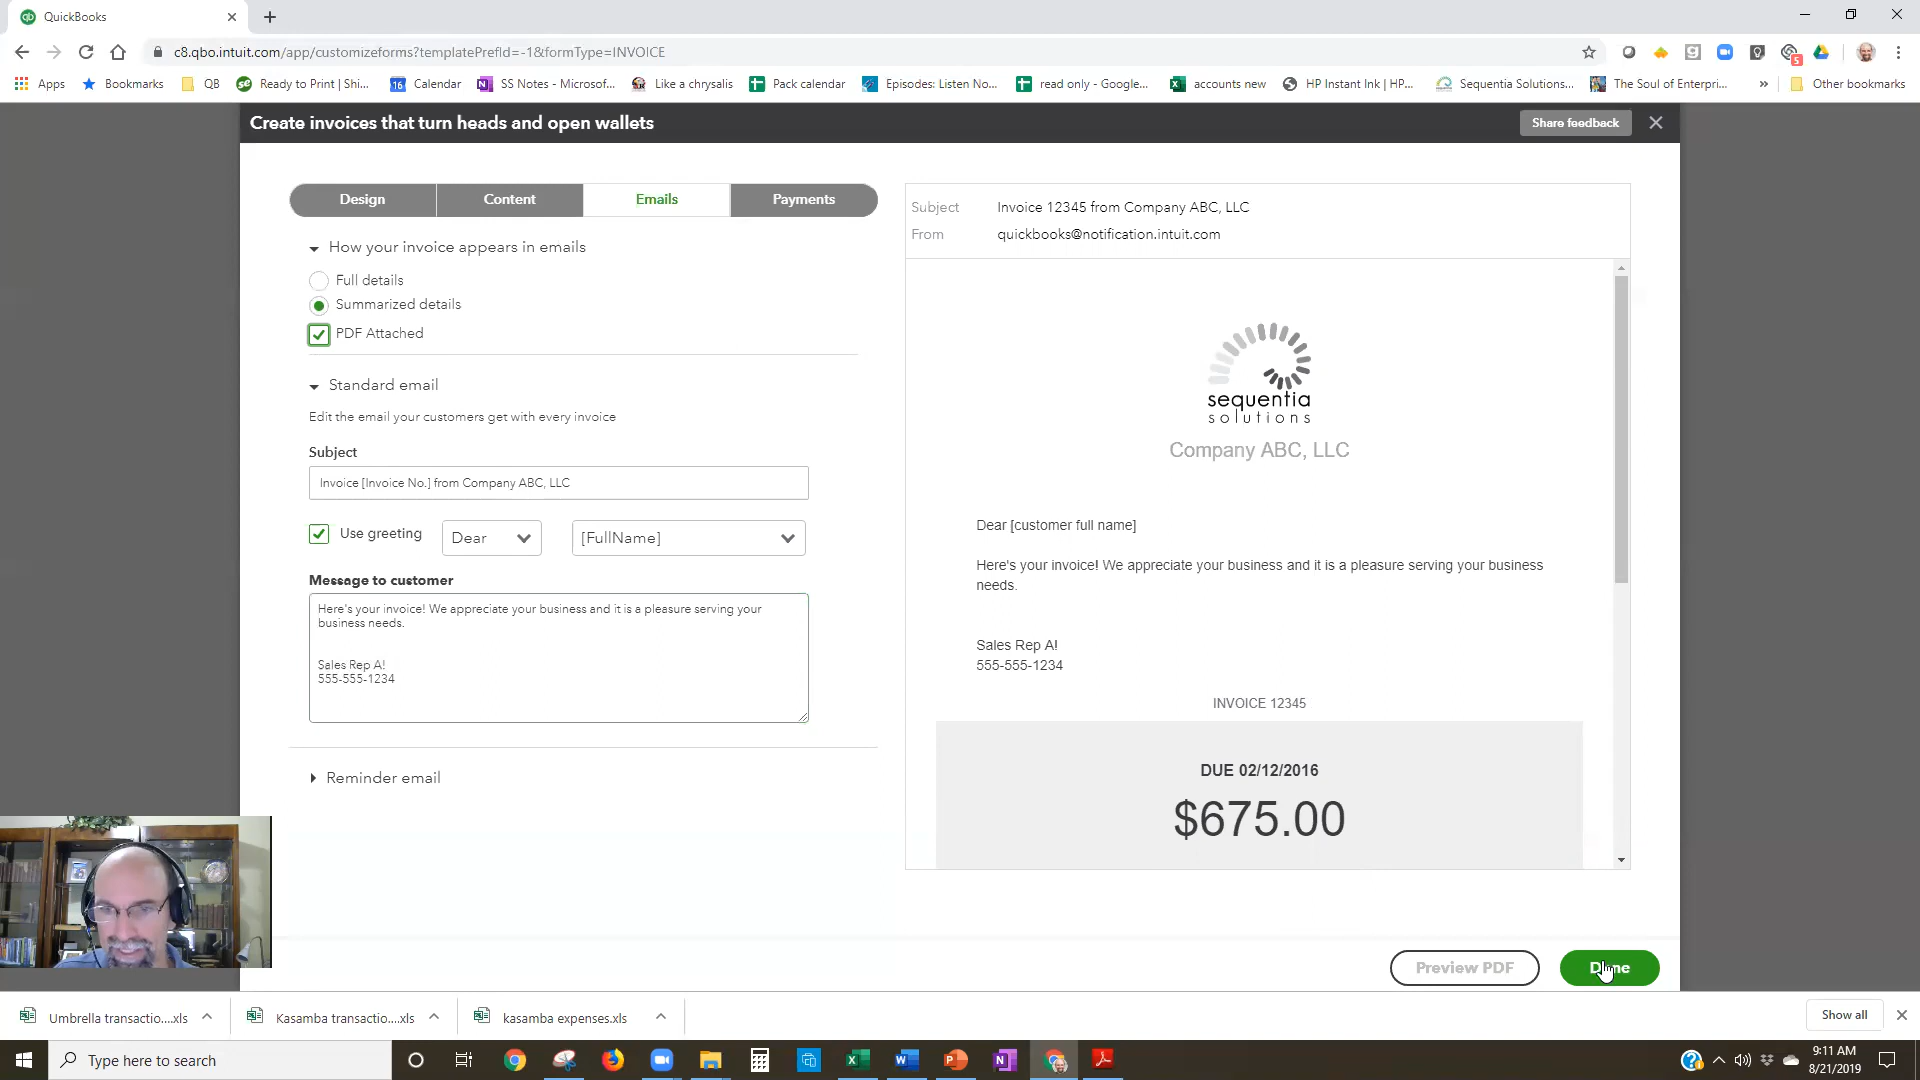 QuickBooks
c8.qbo.intuit.com/app/customizeforms?templatePrefId=-1&formType=INVOICE
5
Apps
Bookmarks
QB
Ready to Print | Shi...
Calendar
16
SS Notes - Microsof...
Like a chrysalis
Pack calendar
Episodes: Listen No...
read only - Google...
accounts new
HP Instant Ink | HP...
Sequentia Solutions...
The Soul of Enterpri...
»
Other bookmarks
Create invoices that turn heads and open wallets
Share feedback
Design
Content
Emails
Payments
How your invoice appears in emails
Full details
Summarized details
PDF Attached
Standard email
Edit the email your customers get with every invoice
Subject
Invoice [Invoice No.] from Company ABC, LLC
Use greeting
Dear
[FullName]
Message to customer
Here's your invoice! We appreciate your business and it is a pleasure serving your
business needs.
Sales Rep A!
555-555-1234
Reminder email
Subject
Invoice 12345 from Company ABC, LLC
From
quickbooks@notification.intuit.com
sequentia
solutions
Company ABC, LLC
Dear [customer full name]
Here's your invoice! We appreciate your business and it is a pleasure serving your business
needs.
Sales Rep A!
555-555-1234
INVOICE 12345
DUE 02/12/2016
$675.00
Preview PDF
Done
Umbrella transactio....xls
Kasamba transactio....xls
kasamba expenses.xls
Show all
Type here to search
9:11 AM
8/21/2019